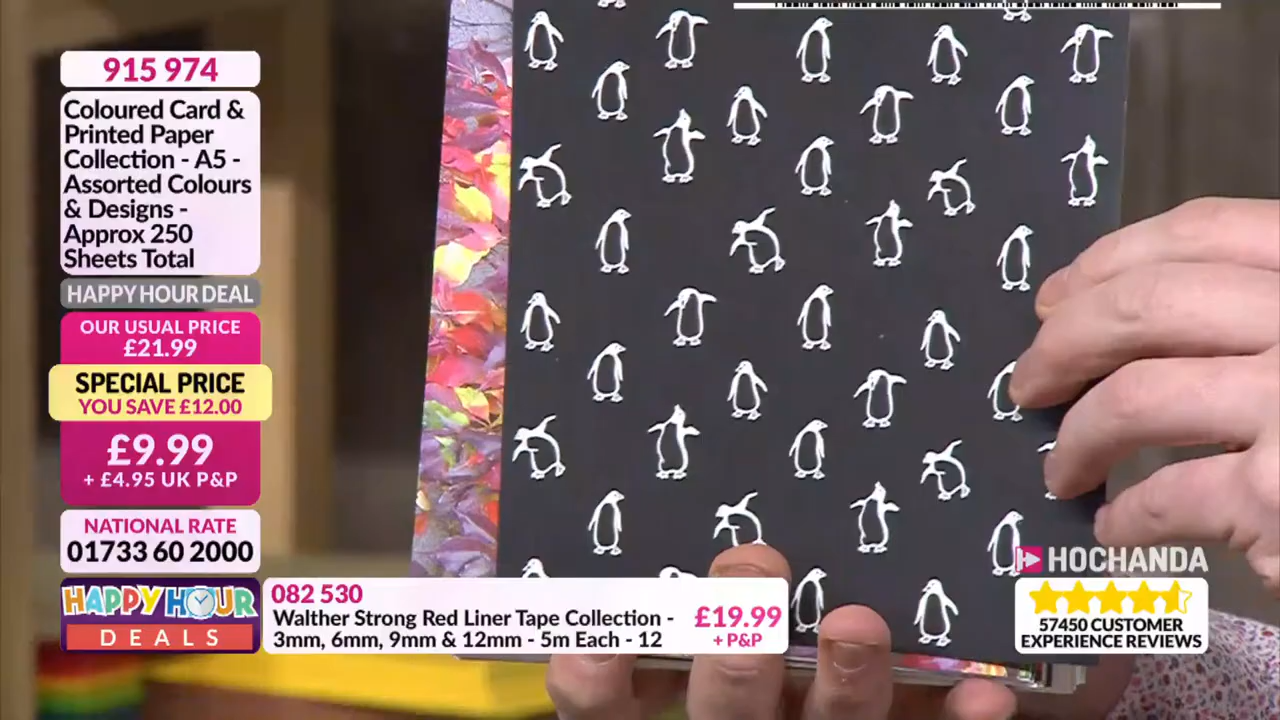 915 974
Coloured Card &
Printed Paper
Collection - A5 -
Assorted Colours
& Designs -
Approx 250
Sheets Total
HAPPY HOUR DEAL
OUR USUAL PRICE
£21.99
SPECIAL PRICE
YOU SAVE £12.00
£9.99
+ £4.95 UK P&P
NATIONAL RATE
01733 60 2000
HAPPY HOUR
DEALS
082 530
Walther Strong Red Liner Tape Collection -
3mm, 6mm, 9mm & 12mm - 5m Each - 12
£19.99
+ P&P
HOCHANDA
57450 CUSTOMER
EXPERIENCE REVIEWS